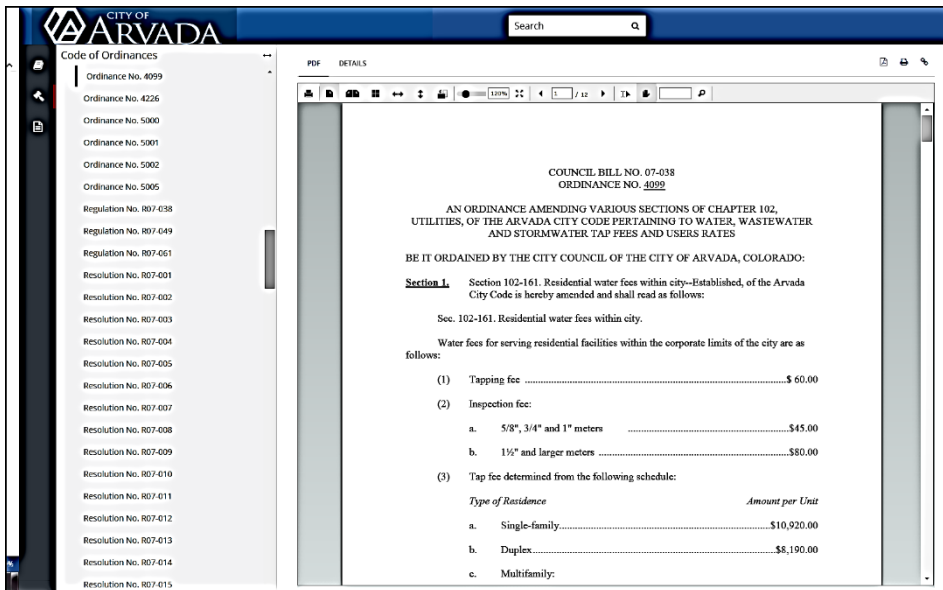 CITY OF
ARVADA
Search
Code of Ordinances
Ordinance No. 4099
Ordinance No. 4226
Ordinance No. 5000
Ordinance No. 5001
Ordinance No. 5002
Ordinance No. 5005
Regulation No. R07-038
Regulation No. R07-049
Regulation No. R07-061
Resolution No. R07-001
Resolution No. R07-002
Resolution No. R07-003
Resolution No. R07-004
Resolution No. R07-005
Resolution No. R07-006
Resolution No. R07-007
Resolution No. R07-008
Resolution No. R07-009
Resolution No. R07-010
Resolution No. R07-011
Resolution No. R07-012
Resolution No. R07-013
Resolution No. R07-014
Resolution No. R07-015
PDF DETAILS
120% 1 / 12
COUNCIL BILL NO. 07-038
ORDINANCE NO. 4099
AN ORDINANCE AMENDING VARIOUS SECTIONS OF CHAPTER 102,
UTILITIES, OF THE ARVADA CITY CODE PERTAINING TO WATER, WASTEWATER
AND STORMWATER TAP FEES AND USERS RATES
BE IT ORDAINED BY THE CITY COUNCIL OF THE CITY OF ARVADA, COLORADO:
Section 1. Section 102-161. Residential water fees within city--Established, of the Arvada
City Code is hereby amended and shall read as follows:
Sec. 102-161. Residential water fees within city.
Water fees for serving residential facilities within the corporate limits of the city are as
follows:
(1) Tapping fee ........................................$ 60.00
(2) Inspection fee:
a. 5/8", 3/4" and 1" meters ........................................$45.00
b. 1½" and larger meters ........................................$80.00
(3) Tap fee determined from the following schedule:
Type of Residence Amount per Unit
a. Single-family........................................$10,920.00
b. Duplex........................................$8,190.00
c. Multifamily:
%